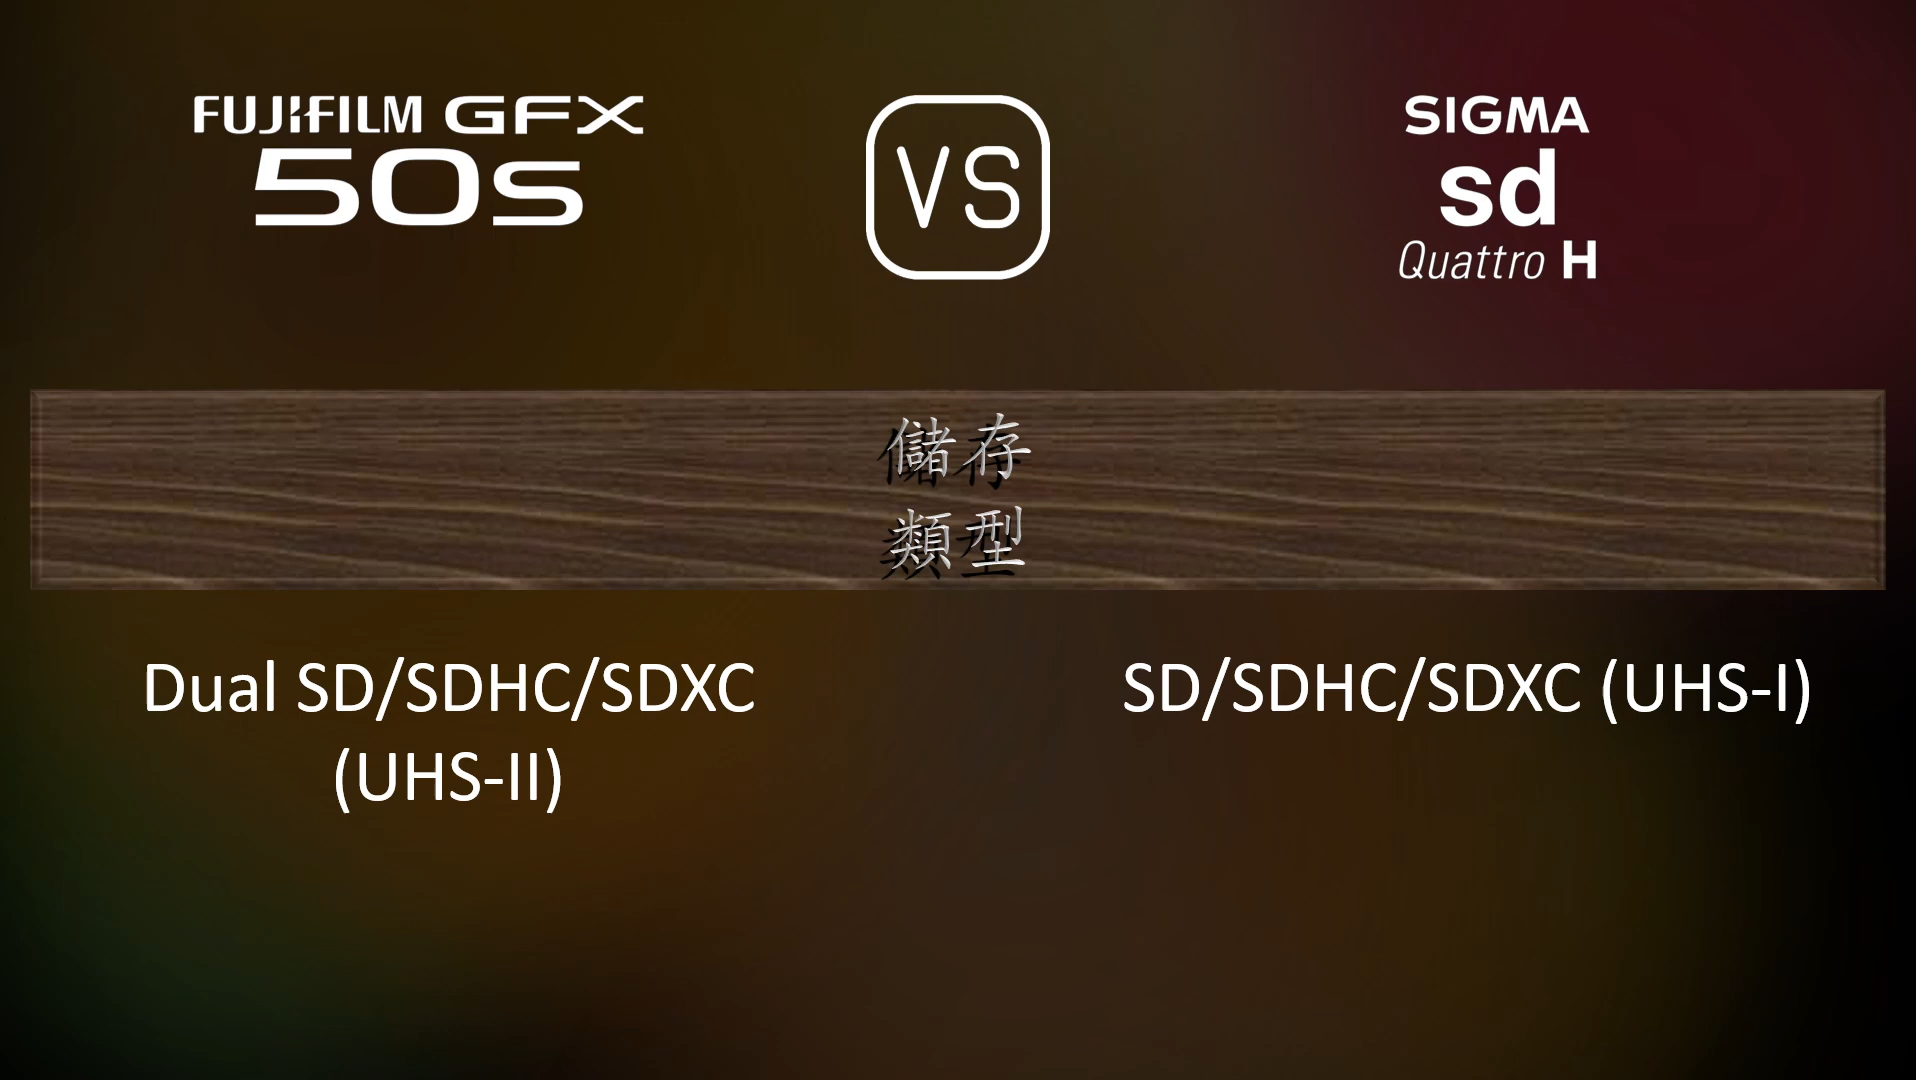 FUJIFILM GFX
50s
VS
SIGMA
sd
Quattro H
儲存
類型
Dual SD/SDHC/SDXC
(UHS-II)
SD/SDHC/SDXC (UHS-I)